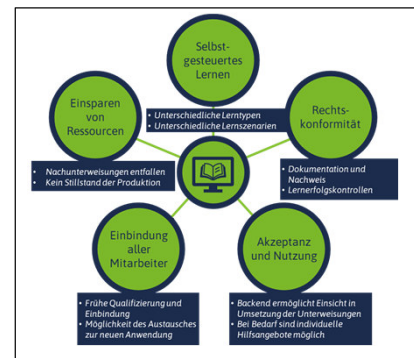 Selbst-
gesteuertes
Lernen
• Unterschiedliche Lerntypen
• Unterschiedliche Lernszenarien
Einsparen
von
Ressourcen
• Nachunterweisungen entfallen
• Kein Stillstand der Produktion
Rechts-
konformität
• Dokumentation und
Nachweis
• Lernerfolgskontrollen
Einbindung
aller
Mitarbeiter
• Frühe Qualifizierung und
Einbindung
• Möglichkeit des Austausches
zur neuen Anwendung
Akzeptanz
und Nutzung
• Backend ermöglicht Einsicht in
Umsetzung der Unterweisungen
• Bei Bedarf sind individuelle
Hilfsangebote möglich